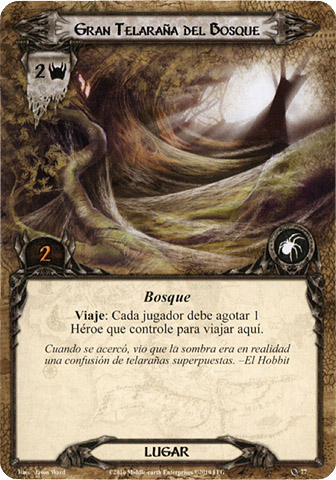 Gran Telaraña del Bosque
2
2
Bosque
Viaje: Cada jugador debe agotar 1
Héroe que controle para viajar aquí.
Cuando se acercó, vio que la sombra era en realidad
una confusión de telarañas superpuestas. –El Hobbit
LUGAR